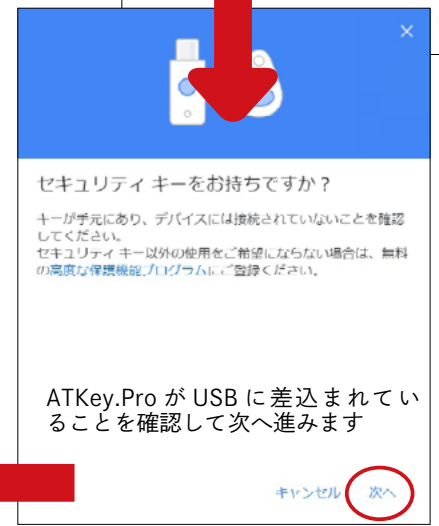 セキュリティ キーをお持ちですか？
キーが手元にあり、デバイスには接続されていないことを確認
してください。
セキュリティ キー以外の使用をご希望にならない場合は、無料
の高度な保護機能プログラムにご登録ください。
ATKey.Pro が USB に差込まれてい
ることを確認して次へ進みます
キャンセル 次へ